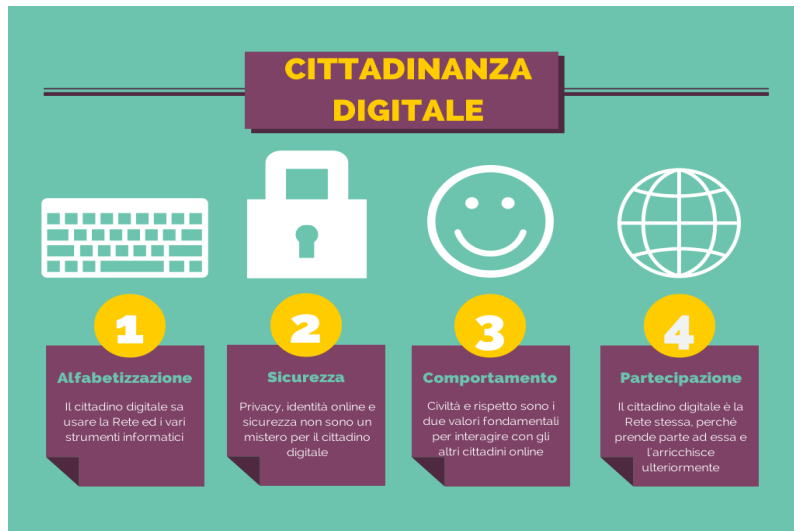 CITTADINANZA
DIGITALE
1
Alfabetizzazione
Il cittadino digitale sa
usare la Rete ed i vari
strumenti informatici
2
Sicurezza
Privacy, identità online e
sicurezza non sono un
mistero per il cittadino
digitale
3
Comportamento
Civiltà e rispetto sono i
due valori fondamentali
per interagire con gli
altri cittadini online
4
Partecipazione
Il cittadino digitale è la
Rete stessa, perchè
prende parte ad essa e
l'arricchisce
ulteriormente